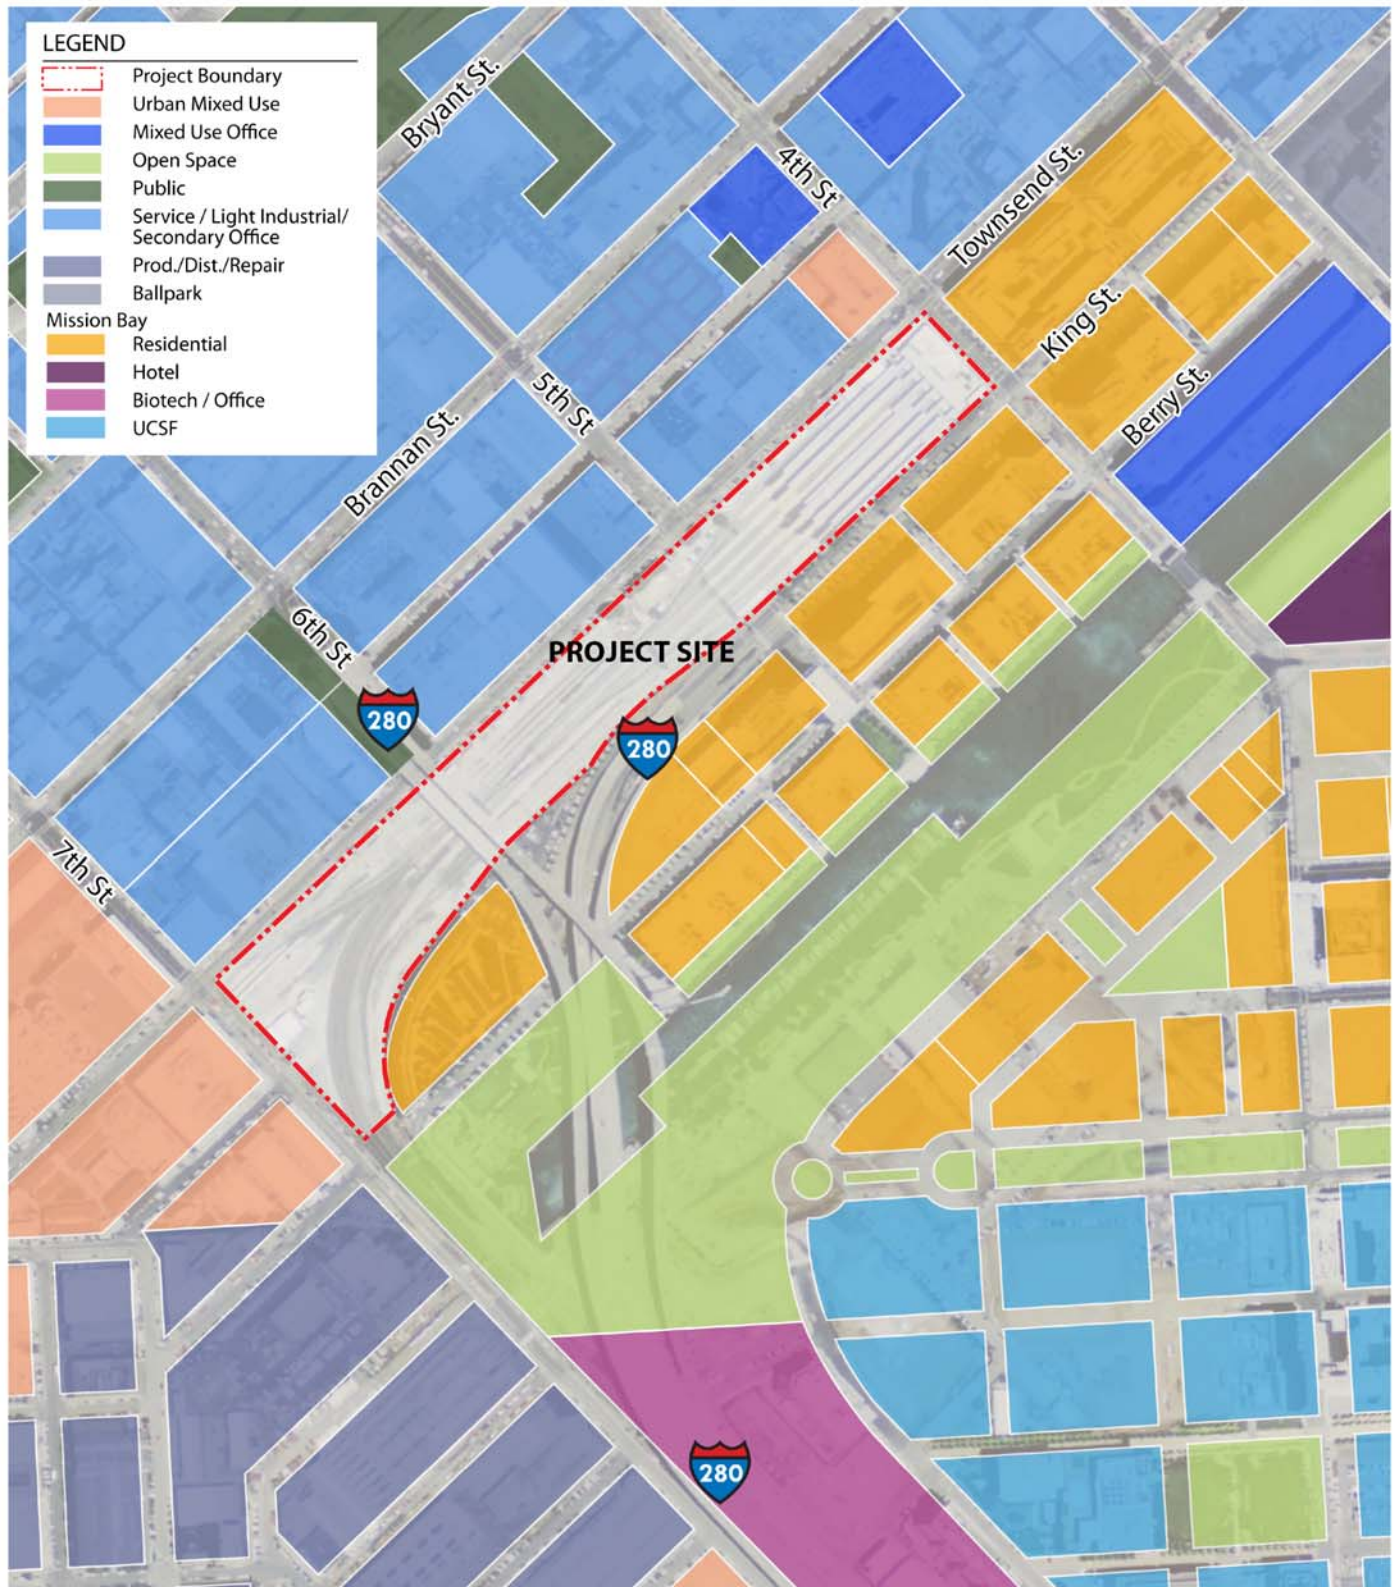 LEGEND
Project Boundary
Urban Mixed Use
Mixed Use Office
Open Space
Public
Service / Light Industrial/
Secondary Office
Prod./Dist./Repair
Ballpark
Mission Bay
Residential
Hotel
Biotech / Office
UCSF
Bryant St.
4th St
Townsend St.
King St.
Berry St.
5th St
Brannan St.
6th St
PROJECT SITE
280
280
7th St
280